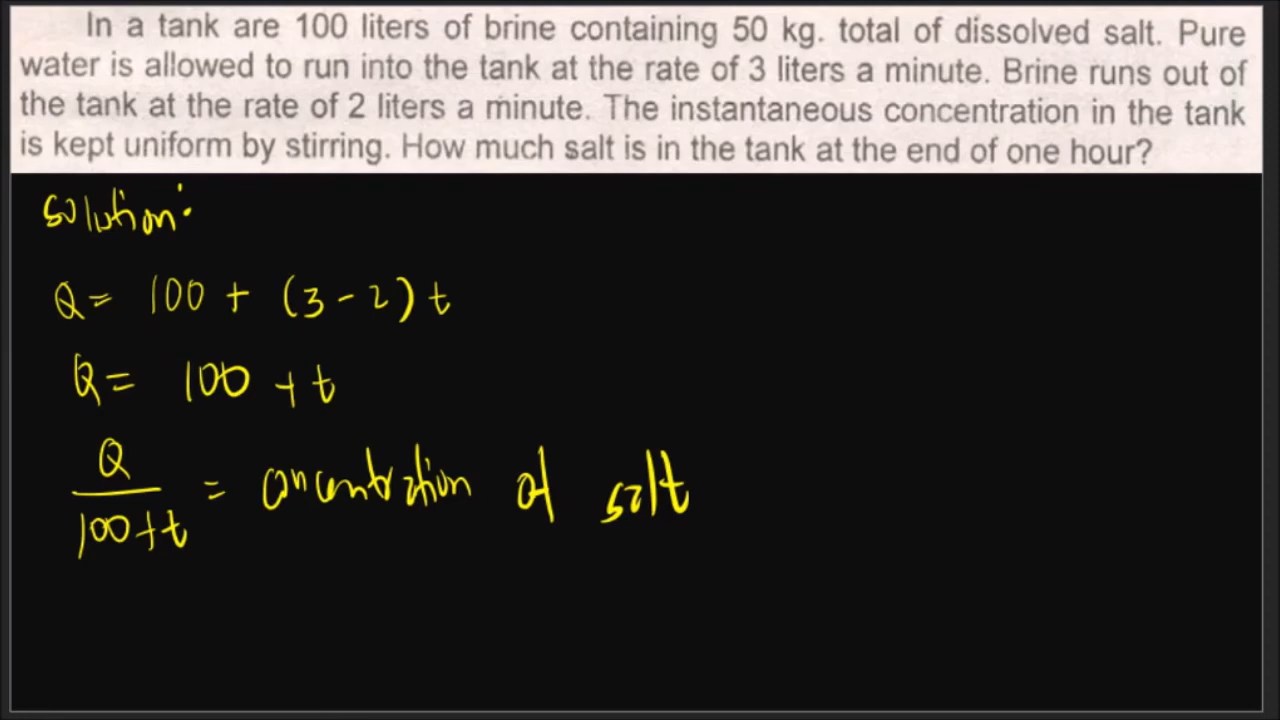 In a tank are 100 liters of brine containing 50 kg. total of dissolved salt. Pure
water is allowed to run into the tank at the rate of 3 liters a minute. Brine runs out of
the tank at the rate of 2 liters a minute. The instantaneous concentration in the tank
is kept uniform by stirring. How much salt is in the tank at the end of one hour?
Solution:
Q = 100 + (3 - 2) t
Q = 100 + t
Q
100+t
= concentration of salt